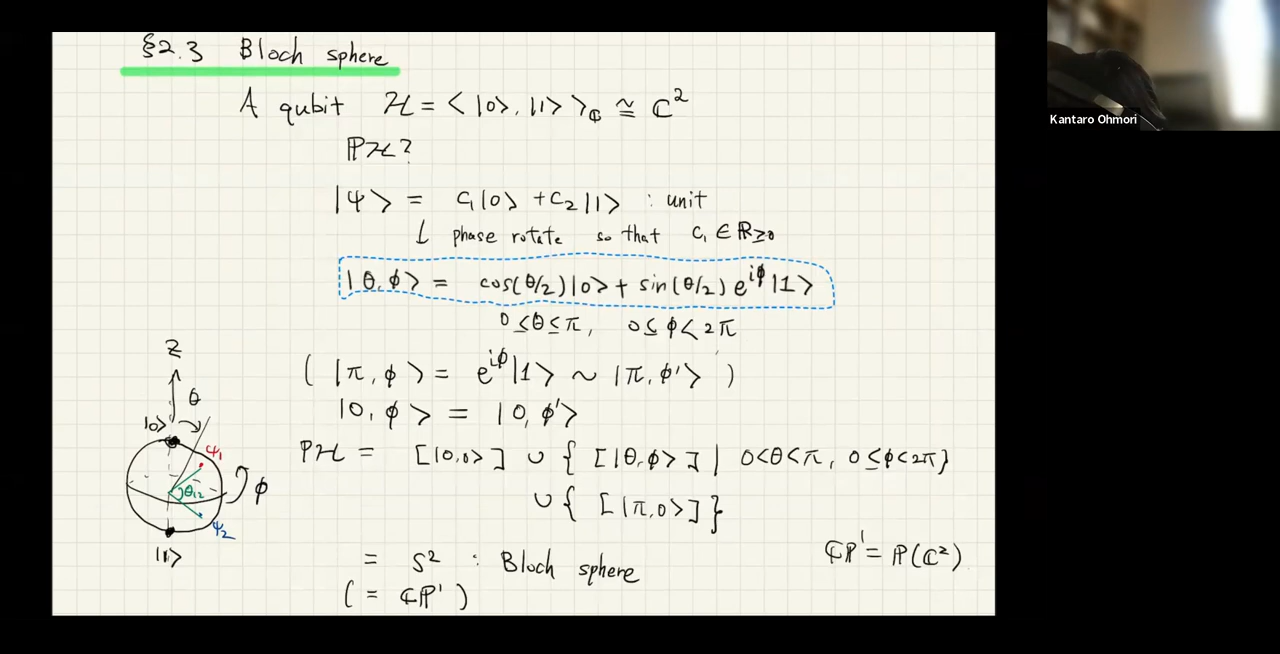 §2.3 Bloch sphere
A qubit ℋ = < |0>, |1> >_ℂ ≅ ℂ²
ℙℋ?
|ψ> = c₁|0> + c₂|1> : unit
↓ phase rotate so that c₁ ∈ ℝ≥0
|θ,φ> = cos(θ/2)|0> + sin(θ/2) e^{iφ}|1>
0≤θ≤π, 0≤φ<2π
( |π,φ> = e^{iφ}|1> ~ |π,φ'> )
|0,φ> = |0,φ'>
ℙℋ = [|0,0>] ∪ { [|θ,φ>] | 0<θ<π, 0≤φ<2π}
∪ { [|π,0>] }
= S² : Bloch sphere
( = ℂℙ¹ )
ℂℙ¹ = ℙ(ℂ²)
Z
θ
|0>
ψ₁
θ₁₂
φ
ψ₂
|1>
Kantaro Ohmori